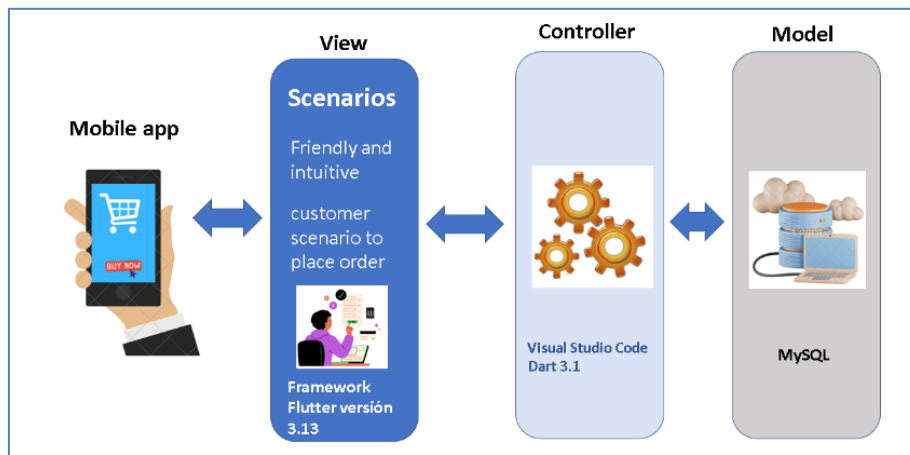 Mobile app
BUY NOW
View
Scenarios
Friendly and
intuitive
customer
scenario to
place order
Framework
Flutter versión
3.13
Controller
Visual Studio Code
Dart 3.1
Model
MySQL